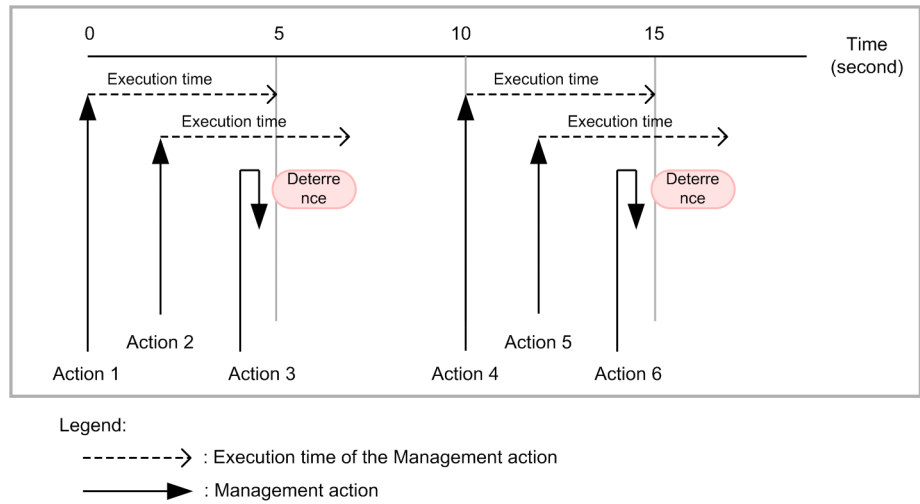 0 5 10 15
Time
(second)
Execution time Execution time
Execution time Execution time
Deterre
nce
Deterre
nce
Action 2 Action 5
Action 1 Action 3 Action 4 Action 6
Legend:
: Execution time of the Management action
: Management action